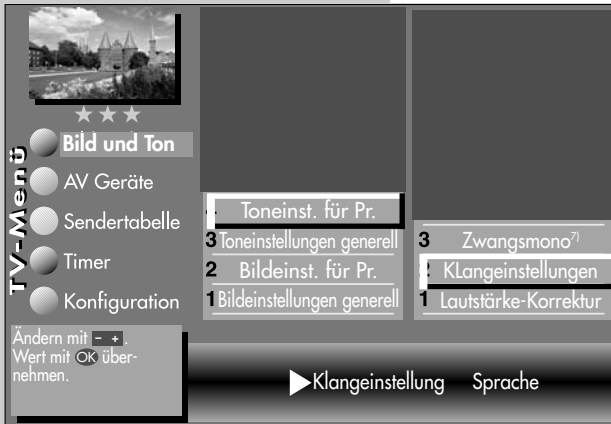 TV-Menü
Bild und Ton
AV Geräte
Sendertabelle
Timer
Konfiguration
Ändern mit - + .
Wert mit OK über-
nehmen.
Toneinst. für Pr.
3 Toneinstellungen generell
2 Bildeinst. für Pr.
1 Bildeinstellungen generell
3 Zwangsmono7)
2 KLangeinstellungen
1 Lautstärke-Korrektur
Klangeinstellung Sprache